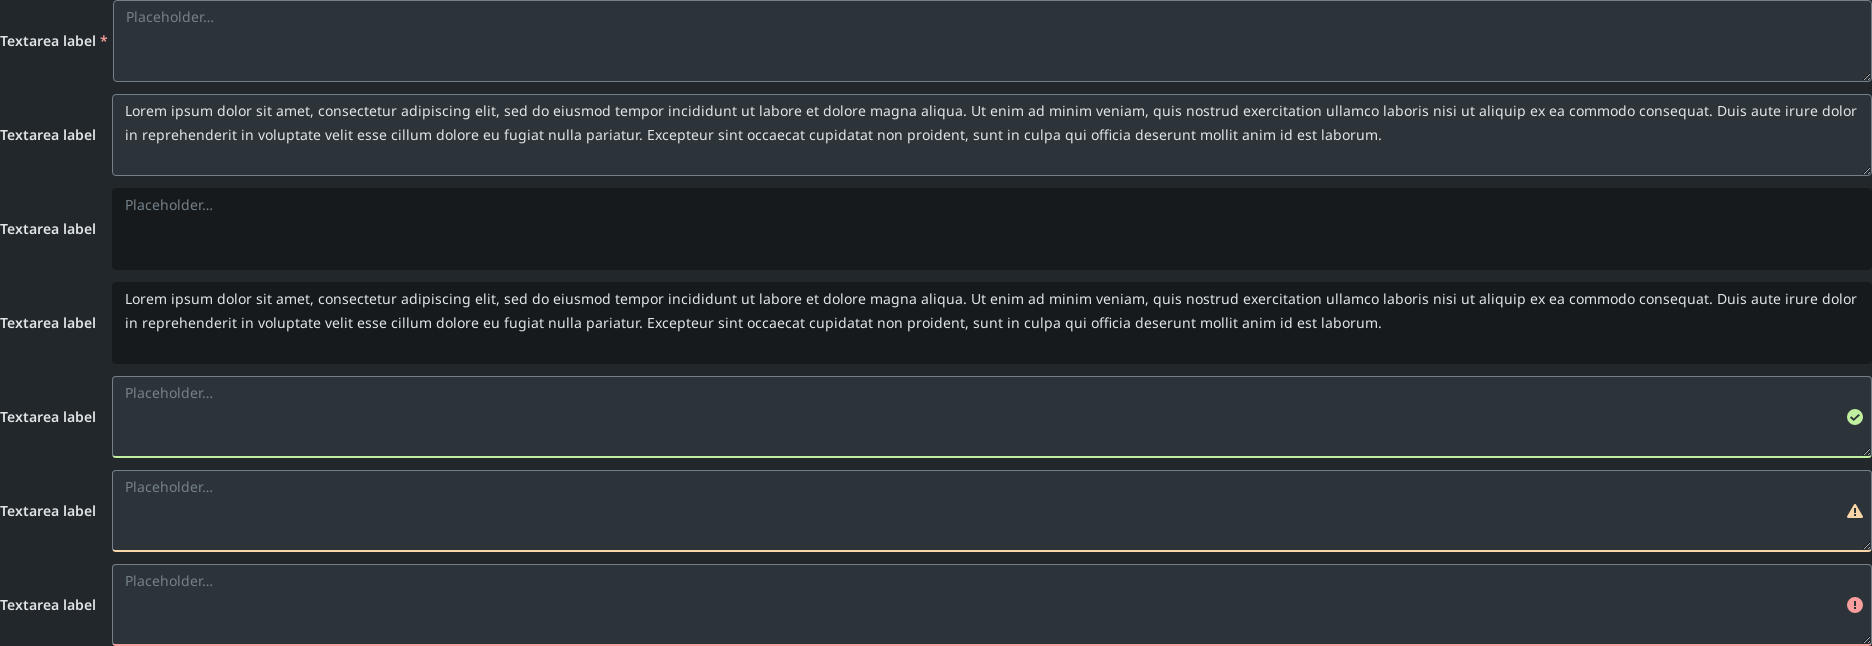 Placeholder...
Textarea label *
Lorem ipsum dolor sit amet, consectetur adipiscing elit, sed do eiusmod tempor incididunt ut labore et dolore magna aliqua. Ut enim ad minim veniam, quis nostrud exercitation ullamco laboris nisi ut aliquip ex ea commodo consequat. Duis aute irure dolor
Textarea label
in reprehenderit in voluptate velit esse cillum dolore eu fugiat nulla pariatur. Excepteur sint occaecat cupidatat non proident, sunt in culpa qui officia deserunt mollit anim id est laborum.
Placeholder...
Textarea label
Lorem ipsum dolor sit amet, consectetur adipiscing elit, sed do eiusmod tempor incididunt ut labore et dolore magna aliqua. Ut enim ad minim veniam, quis nostrud exercitation ullamco laboris nisi ut aliquip ex ea commodo consequat. Duis aute irure dolor
Textarea label
in reprehenderit in voluptate velit esse cillum dolore eu fugiat nulla pariatur. Excepteur sint occaecat cupidatat non proident, sunt in culpa qui officia deserunt mollit anim id est laborum.
Placeholder...
Textarea label
Placeholder...
Textarea label
Placeholder...
Textarea label